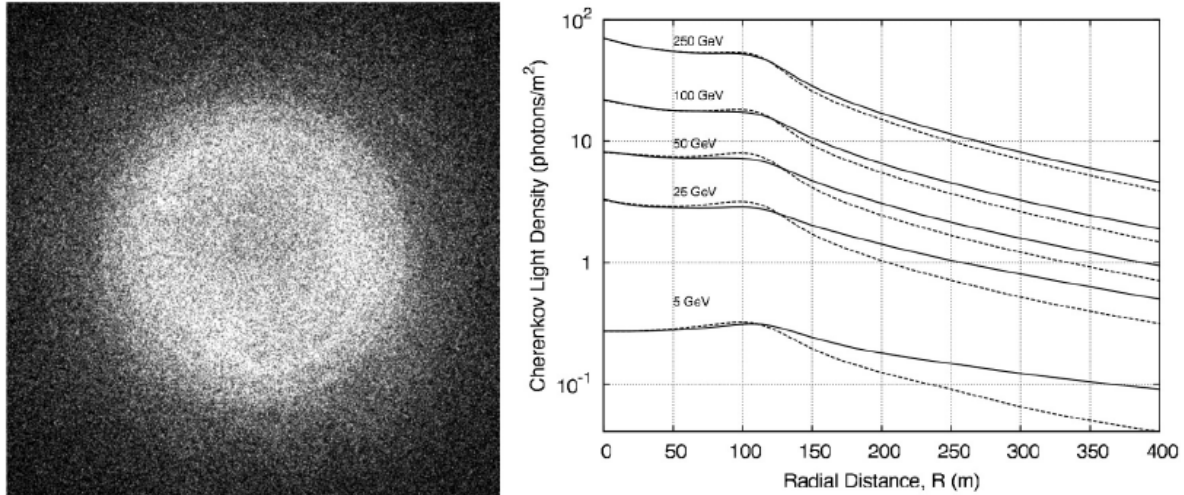 10²
10
1
10⁻¹
Cherenkov Light Density (photons/m²)
250 GeV
100 GeV
50 GeV
25 GeV
5 GeV
0 50 100 150 200 250 300 350 400
Radial Distance, R (m)